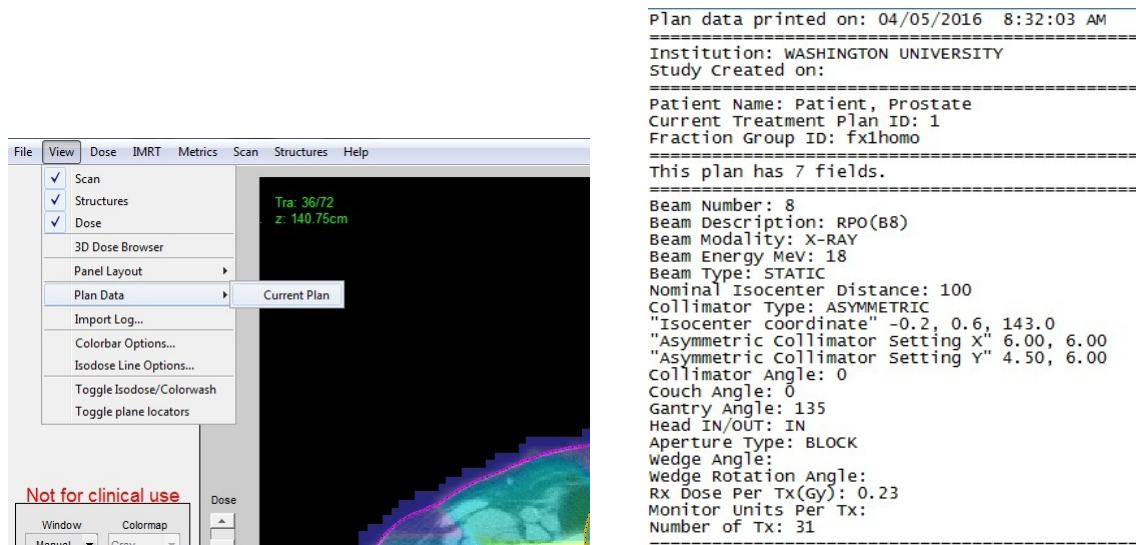 File View Dose IMRT Metrics Scan Structures Help
Scan
Structures
Dose
3D Dose Browser
Panel Layout
Plan Data
Current Plan
Import Log...
Colorbar Options...
Isodose Line Options...
Toggle Isodose/Colorwash
Toggle plane locators
Tra: 36/72
z: 140.75cm
Not for clinical use
Dose
Window Colormap
Manual Gray
Plan data printed on: 04/05/2016 8:32:03 AM
Institution: WASHINGTON UNIVERSITY
Study Created on:
Patient Name: Patient, Prostate
Current Treatment Plan ID: 1
Fraction Group ID: fx1homo
This plan has 7 fields.
Beam Number: 8
Beam Description: RPO(B8)
Beam Modality: X-RAY
Beam Energy MeV: 18
Beam Type: STATIC
Nominal Isocenter Distance: 100
Collimator Type: ASYMMETRIC
"Isocenter coordinate" -0.2, 0.6, 143.0
"Asymmetric Collimator Setting X" 6.00, 6.00
"Asymmetric Collimator Setting Y" 4.50, 6.00
Collimator Angle: 0
Couch Angle: 0
Gantry Angle: 135
Head IN/OUT: IN
Aperture Type: BLOCK
Wedge Angle:
Wedge Rotation Angle:
Rx Dose Per Tx(Gy): 0.23
Monitor Units Per Tx:
Number of Tx: 31